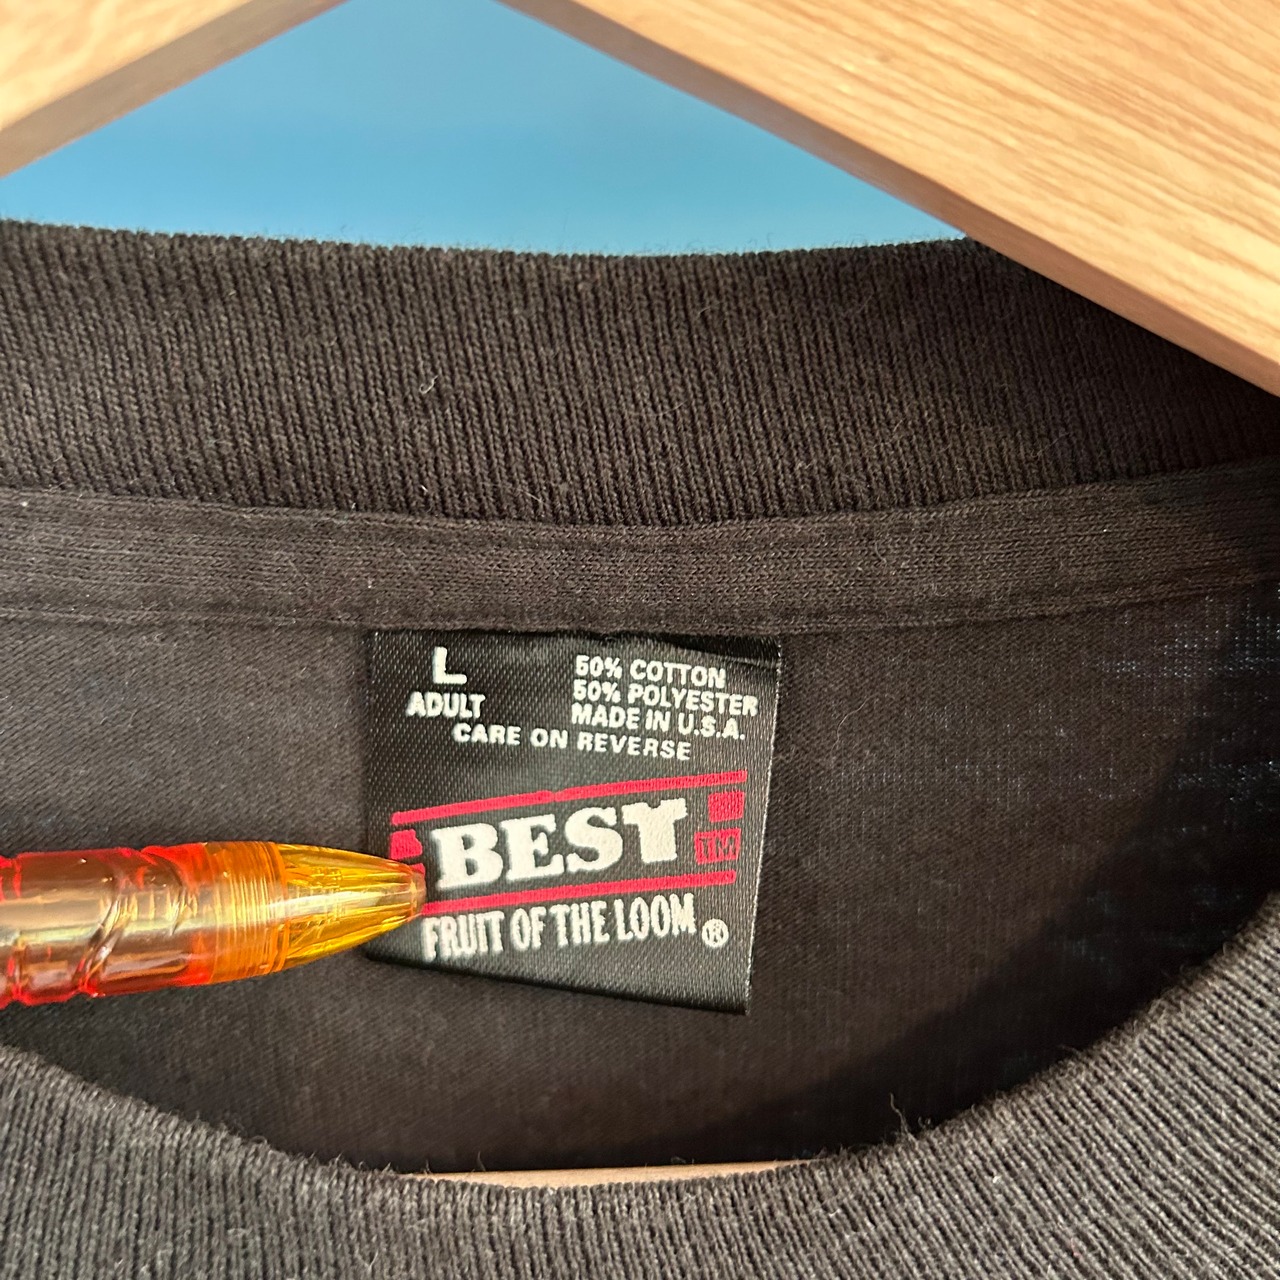 L
ADULT
50% COTTON
50% POLYESTER
MADE IN U.S.A.
CARE ON REVERSE
BEST
TM
FRUIT OF THE LOOM ®